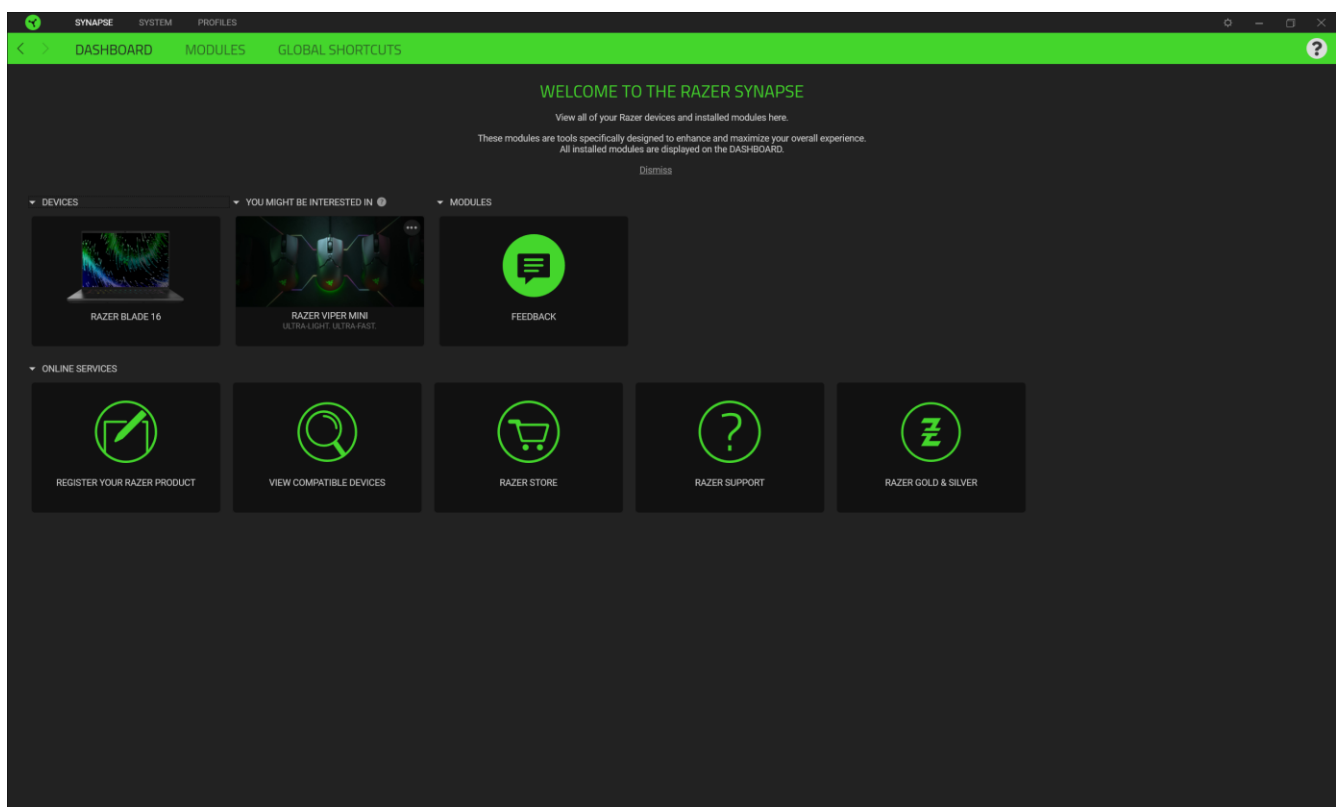 SYNAPSE SYSTEM PROFILES
DASHBOARD MODULES GLOBAL SHORTCUTS ?
WELCOME TO THE RAZER SYNAPSE
View all of your Razer devices and installed modules here.
These modules are tools specifically designed to enhance and maximize your overall experience.
All installed modules are displayed on the DASHBOARD.
Dismiss
DEVICES
YOU MIGHT BE INTERESTED IN ?
MODULES
RAZER BLADE 16
RAZER VIPER MINI
ULTRA-LIGHT. ULTRA-FAST.
FEEDBACK
ONLINE SERVICES
REGISTER YOUR RAZER PRODUCT
VIEW COMPATIBLE DEVICES
RAZER STORE
?
RAZER SUPPORT
RAZER GOLD & SILVER